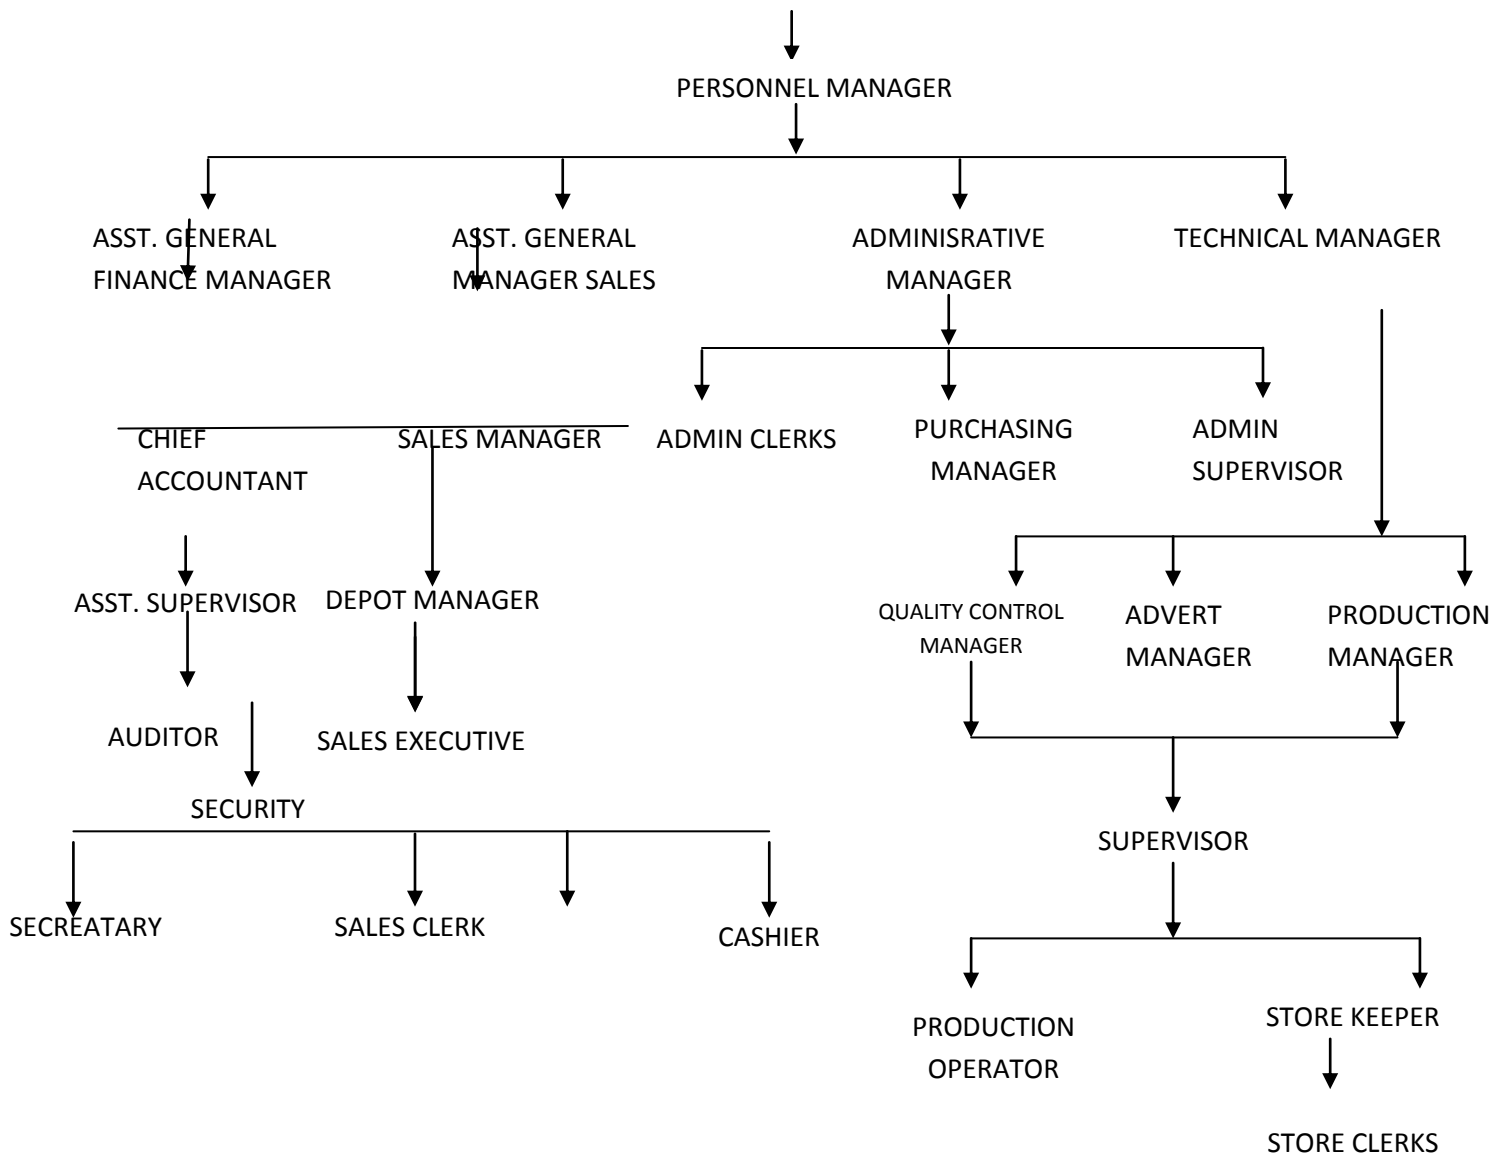 PERSONNEL MANAGER
ASST. GENERAL
FINANCE MANAGER
ASST. GENERAL
MANAGER SALES
ADMINISRATIVE
MANAGER
TECHNICAL MANAGER
CHIEF
ACCOUNTANT
SALES MANAGER
ADMIN CLERKS
PURCHASING
MANAGER
ADMIN
SUPERVISOR
ASST. SUPERVISOR
DEPOT MANAGER
QUALITY CONTROL
MANAGER
ADVERT
MANAGER
PRODUCTION
MANAGER
AUDITOR
SALES EXECUTIVE
SECURITY
SUPERVISOR
SECREATARY
SALES CLERK
CASHIER
PRODUCTION
OPERATOR
STORE KEEPER
STORE CLERKS